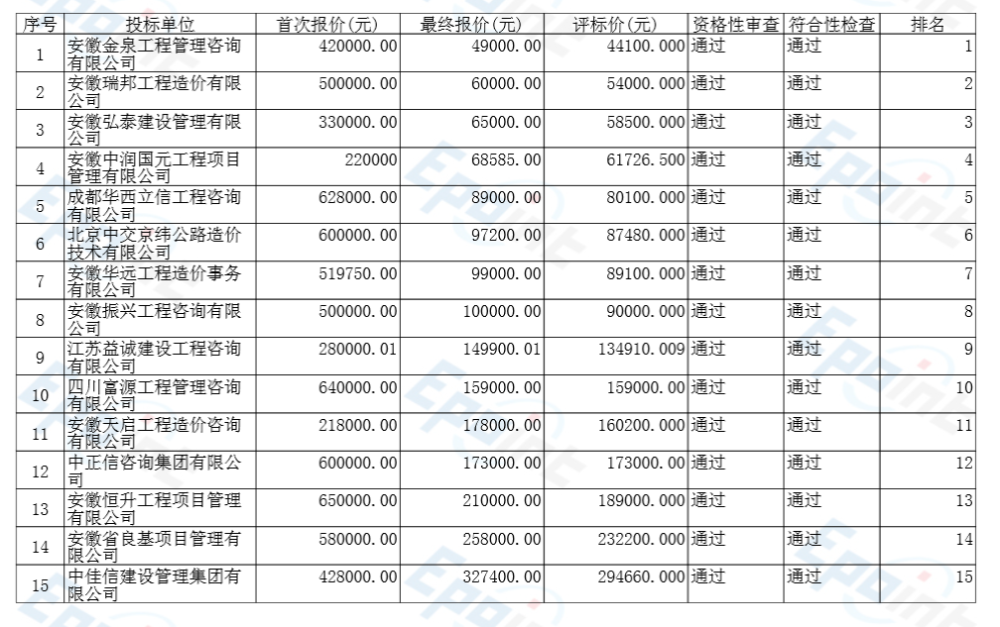 序号 投标单位 首次报价(元) 最终报价(元) 评标价(元) 资格性审查 符合性检查 排名
1 安徽金泉工程管理咨询 420000.00 49000.00 44100.000 通过 通过 1
有限公司
2 安徽瑞邦工程造价有限 500000.00 60000.00 54000.000 通过 通过 2
公司
3 安徽弘泰建设管理有限 330000.00 65000.00 58500.000 通过 通过 3
公司
4 安徽中润国元工程项目 220000 68585.00 61726.500 通过 通过 4
管理有限公司
5 成都华西立信工程咨询 628000.00 89000.00 80100.000 通过 通过 5
有限公司
6 北京中交京纬公路造价 600000.00 97200.00 87480.000 通过 通过 6
技术有限公司
7 安徽华远工程造价事务 519750.00 99000.00 89100.000 通过 通过 7
有限公司
8 安徽振兴工程咨询有限 500000.00 100000.00 90000.000 通过 通过 8
公司
9 江苏益诚建设工程咨询 280000.01 149900.01 134910.009 通过 通过 9
有限公司
10 四川富源工程管理咨询 640000.00 159000.00 159000.00 通过 通过 10
有限公司
11 安徽天启工程造价咨询 218000.00 178000.00 160200.000 通过 通过 11
有限公司
12 中正信咨询集团有限公 600000.00 173000.00 173000.00 通过 通过 12
司
13 安徽恒升工程项目管理 650000.00 210000.00 189000.000 通过 通过 13
有限公司
14 安徽省良基项目管理有 580000.00 258000.00 232200.000 通过 通过 14
限公司
15 中佳信建设管理集团有 428000.00 327400.00 294660.000 通过 通过 15
限公司
Epoint
Epoint
Epoint
Epoint
Epoint
Epoint
Epoint
Epoint